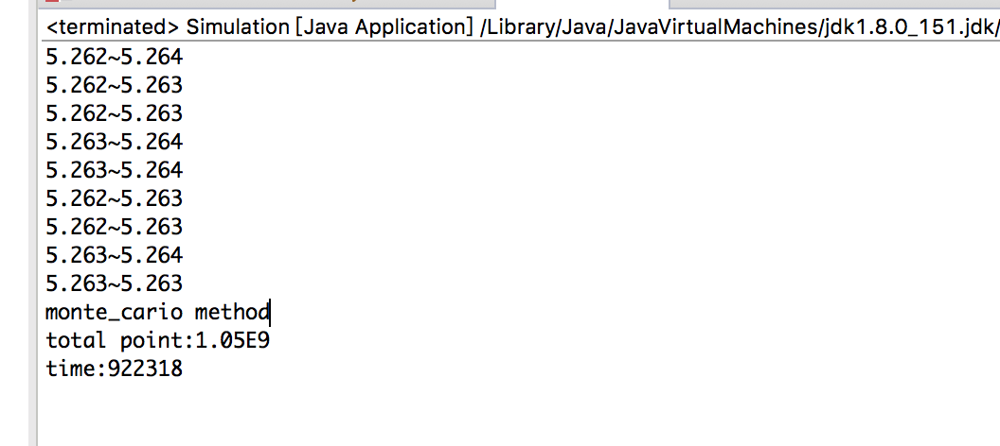 <terminated> Simulation [Java Application] /Library/Java/JavaVirtualMachines/jdk1.8.0_151.jdk/
5.262~5.264
5.262~5.263
5.262~5.263
5.263~5.264
5.263~5.264
5.262~5.263
5.262~5.263
5.263~5.264
5.263~5.263
monte_cario method
total point:1.05E9
time:922318